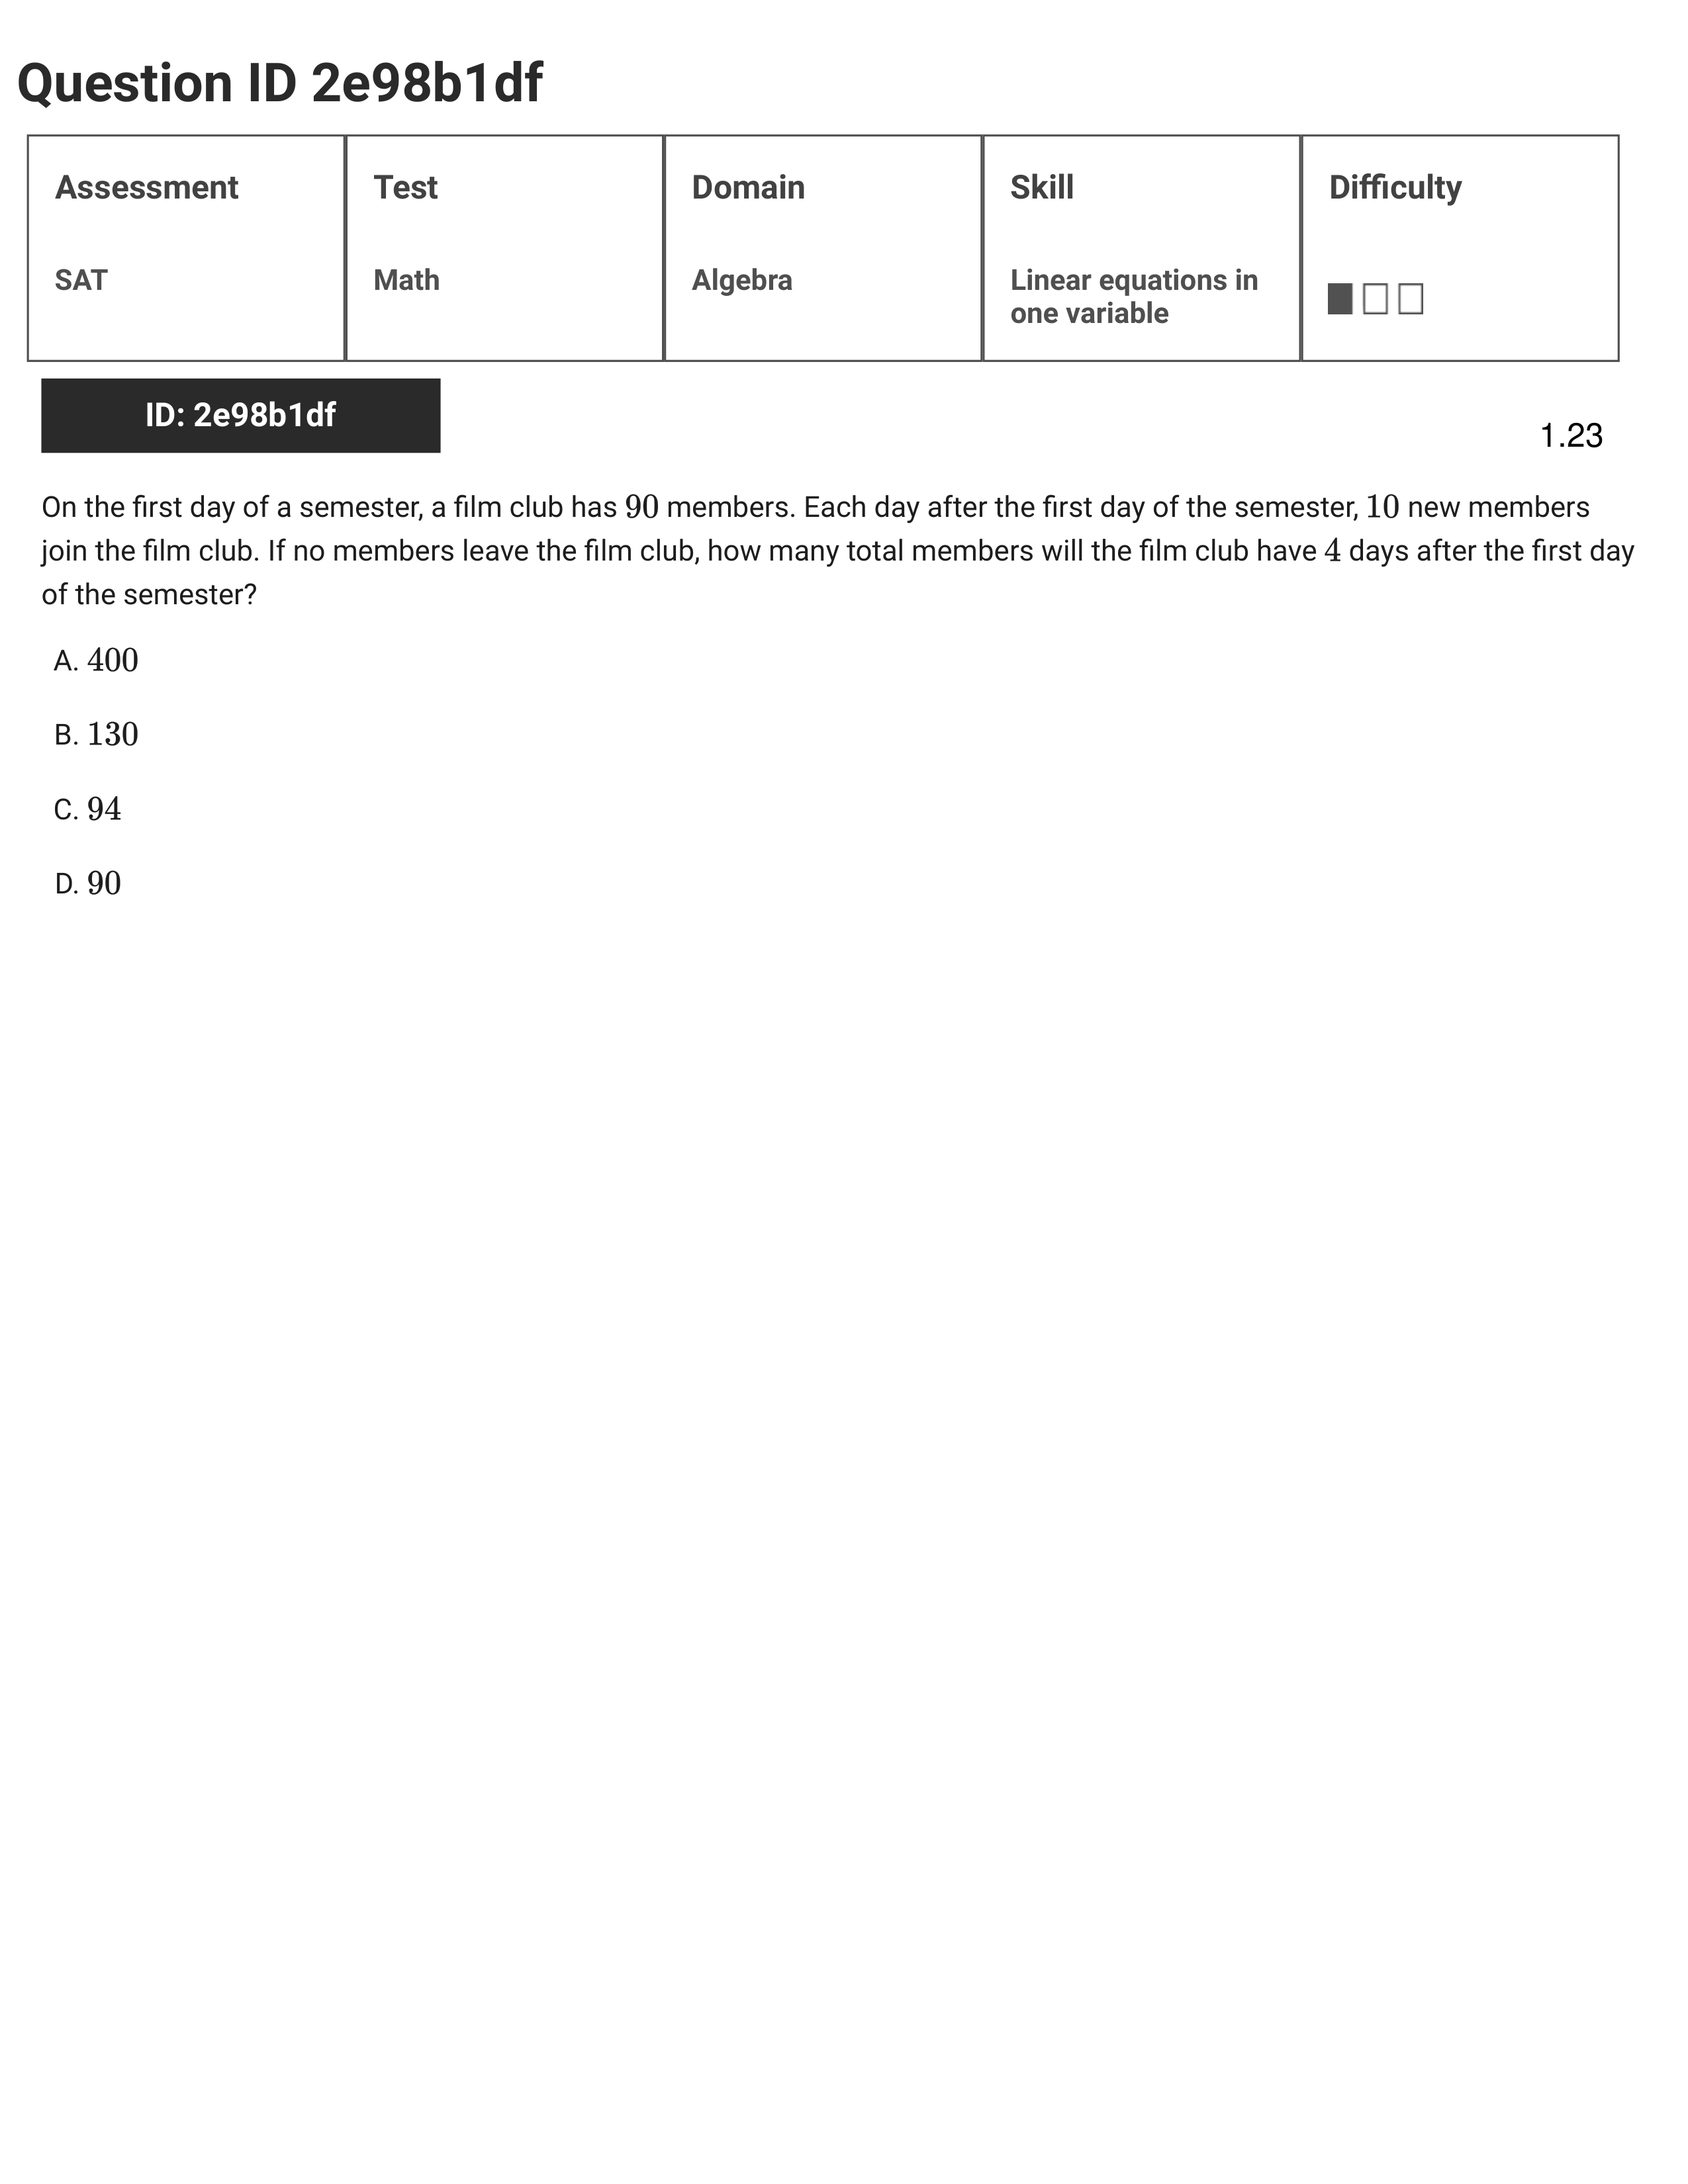 Question ID 2e98b1df
Assessment
Test
Domain
Skill
Difficulty
SAT
Math
Algebra
Linear equations in
one variable
ID: 2e98b1df
1.23
On the first day of a semester, a film club has 90 members. Each day after the first day of the semester, 10 new members
join the film club. If no members leave the film club, how many total members will the film club have 4 days after the first day
of the semester?
A. 400
B. 130
C. 94
D. 90